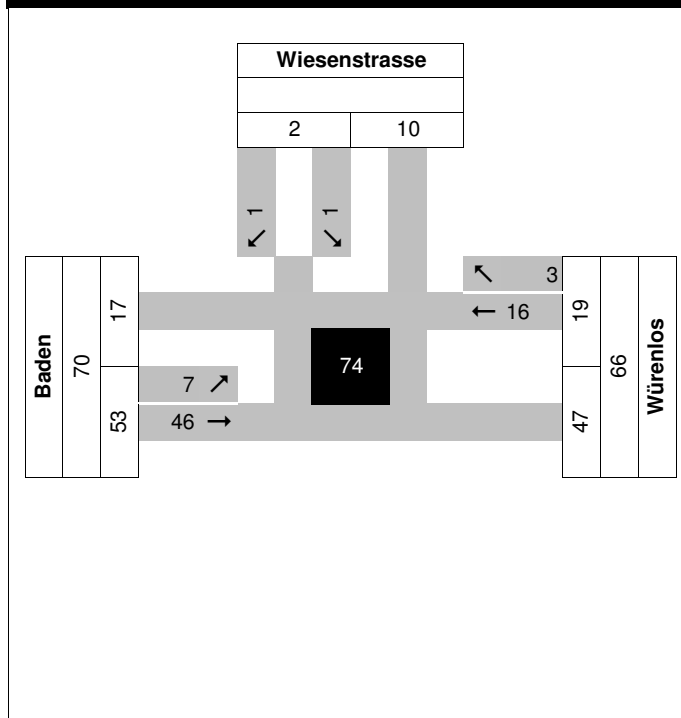 Wiesenstrasse
2 10
1 ↙ 1 ↘
↖ 3
← 16
Baden 70 17 53
7 ↗
46 →
74
19 47 66 Würenlos